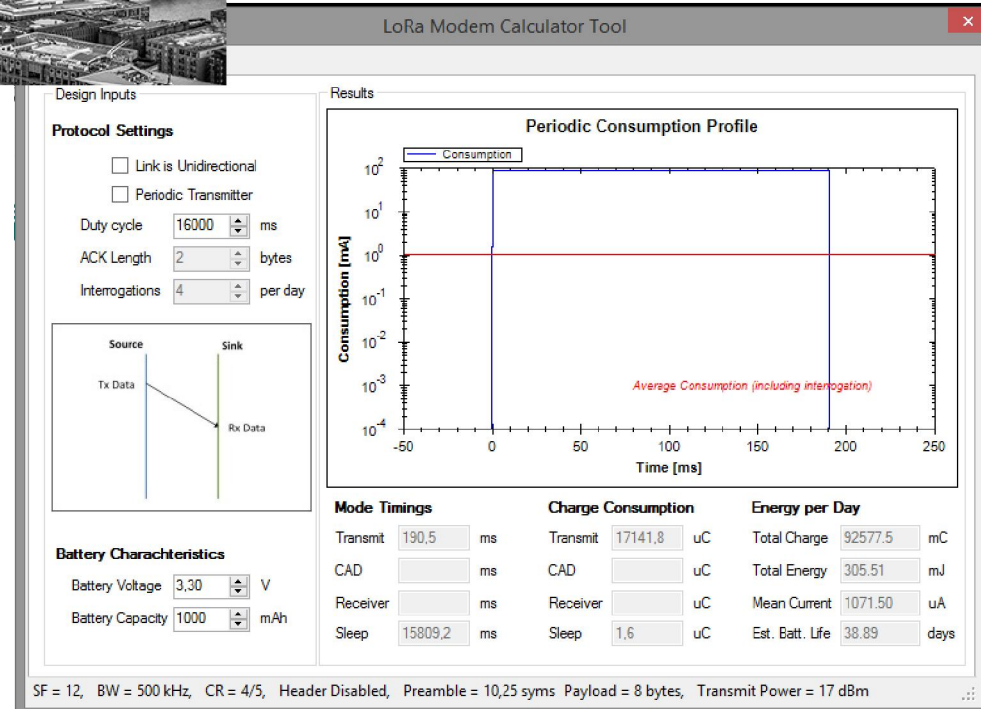 LoRa Modem Calculator Tool
Design Inputs
Protocol Settings
Link is Unidirectional
Periodic Transmitter
Duty cycle 16000 ms
ACK Length 2 bytes
Interrogations 4 per day
Source Sink
Tx Data
Rx Data
Battery Charachteristics
Battery Voltage 3,30 V
Battery Capacity 1000 mAh
Results
Periodic Consumption Profile
Consumption
Consumption [mA]
10^2
10^1
10^0
10^-1
10^-2
10^-3
10^-4
Average Consumption (including interrogation)
-50 0 50 100 150 200 250
Time [ms]
Mode Timings
Transmit 190,5 ms
CAD ms
Receiver ms
Sleep 15809,2 ms
Charge Consumption
Transmit 17141,8 uC
CAD uC
Receiver uC
Sleep 1,6 uC
Energy per Day
Total Charge 92577.5 mC
Total Energy 305.51 mJ
Mean Current 1071.50 uA
Est. Batt. Life 38.89 days
SF = 12, BW = 500 kHz, CR = 4/5, Header Disabled, Preamble = 10,25 syms Payload = 8 bytes, Transmit Power = 17 dBm